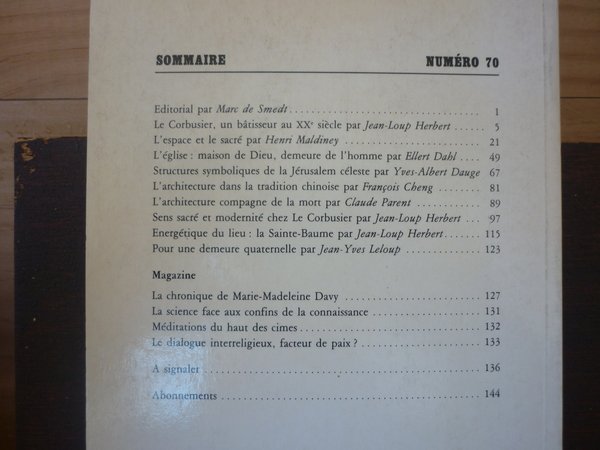 SOMMAIRE NUMÉRO 70
Editorial par Marc de Smedt . . . . . . . . . . . . . . . . . . . . . . . . . . 1
Le Corbusier, un bâtisseur au XXe siècle par Jean-Loup Herbert . . . . . . 5
L'espace et le sacré par Henri Maldiney . . . . . . . . . . . . . . . . . . 21
L'église : maison de Dieu, demeure de l'homme par Ellert Dahl . . . . 49
Structures symboliques de la Jérusalem céleste par Yves-Albert Dauge 67
L'architecture dans la tradition chinoise par François Cheng . . . . 81
L'architecture compagne de la mort par Claude Parent . . . . . . . . 89
Sens sacré et modernité chez Le Corbusier par Jean-Loup Herbert . . . 97
Energétique du lieu : la Sainte-Baume par Jean-Loup Herbert . . . . . . . 115
Pour une demeure quaternelle par Jean-Yves Leloup . . . . . . . . . . . 123
Magazine
La chronique de Marie-Madeleine Davy . . . . . . . . . . . . . . . . . . 127
La science face aux confins de la connaissance . . . . . . . . . . . . . . 131
Méditations du haut des cimes . . . . . . . . . . . . . . . . . . . . . . . 132
Le dialogue interreligieux, facteur de paix ? . . . . . . . . . . . . . . . . 133
A signaler . . . . . . . . . . . . . . . . . . . . . . . . . . . . . . . . . . . 136
Abonnements . . . . . . . . . . . . . . . . . . . . . . . . . . . . . . . . . 144